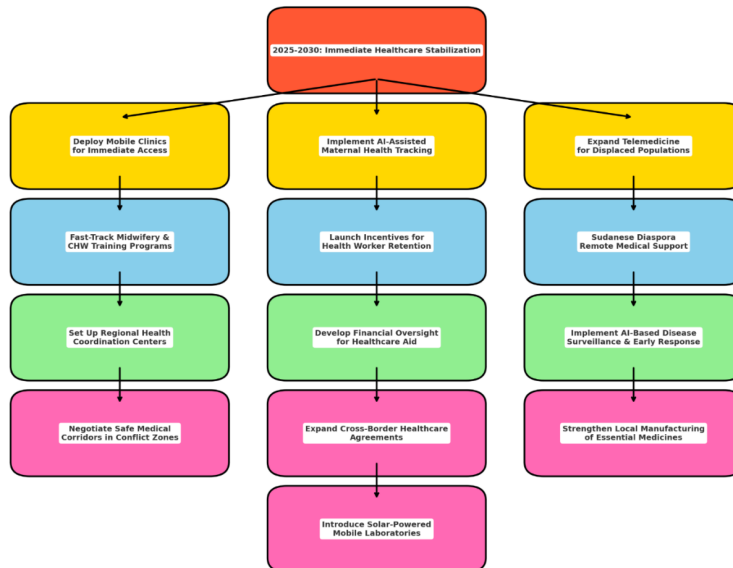 2025-2030: Immediate Healthcare Stabilization
Deploy Mobile Clinics
for Immediate Access
Implement AI-Assisted
Maternal Health Tracking
Expand Telemedicine
for Displaced Populations
Fast-Track Midwifery &
CHW Training Programs
Launch Incentives for
Health Worker Retention
Sudanese Diaspora
Remote Medical Support
Set Up Regional Health
Coordination Centers
Develop Financial Oversight
for Healthcare Aid
Implement AI-Based Disease
Surveillance & Early Response
Negotiate Safe Medical
Corridors in Conflict Zones
Expand Cross-Border Healthcare
Agreements
Strengthen Local Manufacturing
of Essential Medicines
Introduce Solar-Powered
Mobile Laboratories